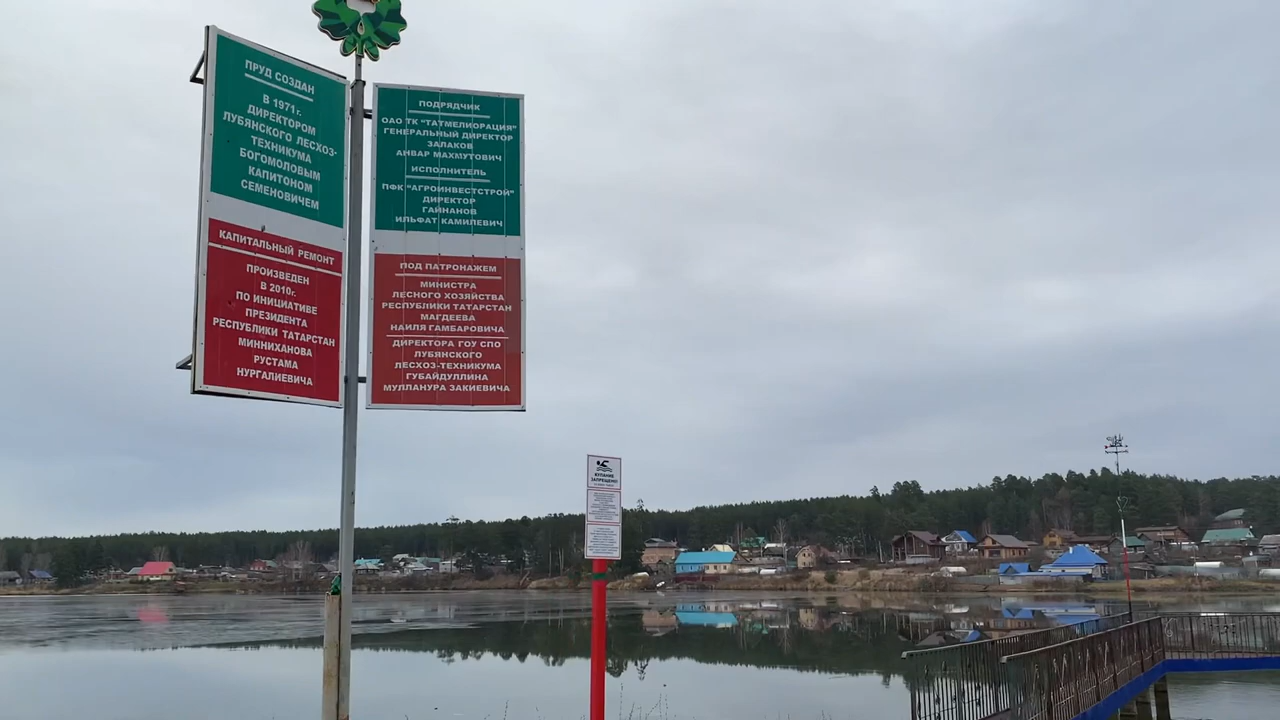 ПРУД СОЗДАН
В 1971г.
ДИРЕКТОРОМ
ЛУБЯНСКОГО ЛЕСХОЗ-
ТЕХНИКУМА
БОГОМОЛОВЫМ
КАПИТОНОМ
СЕМЕНОВИЧЕМ
КАПИТАЛЬНЫЙ РЕМОНТ
ПРОИЗВЕДЕН
В 2010г.
ПО ИНИЦИАТИВЕ
ПРЕЗИДЕНТА
РЕСПУБЛИКИ ТАТАРСТАН
МИННИХАНОВА
РУСТАМА
НУРГАЛИЕВИЧА
ПОДРЯДЧИК
ОАО ТК "ТАТМЕЛИОРАЦИЯ"
ГЕНЕРАЛЬНЫЙ ДИРЕКТОР
ЗАЛАКОВ
АНВАР МАХМУТОВИЧ
ИСПОЛНИТЕЛЬ
ПФК "АГРОИНВЕСТСТРОЙ"
ДИРЕКТОР
ГАЙНАНОВ
ИЛЬФАТ КАМИЛЕВИЧ
ПОД ПАТРОНАЖЕМ
МИНИСТРА
ЛЕСНОГО ХОЗЯЙСТВА
РЕСПУБЛИКИ ТАТАРСТАН
МАГДЕЕВА
НАИЛЯ ГАМБАРОВИЧА
ДИРЕКТОРА ГОУ СПО
ЛУБЯНСКОГО
ЛЕСХОЗ-ТЕХНИКУМА
ГУБАЙДУЛЛИНА
МУЛЛАНУРА ЗАКИЕВИЧА
КУПАНИЕ
ЗАПРЕЩЕНО!